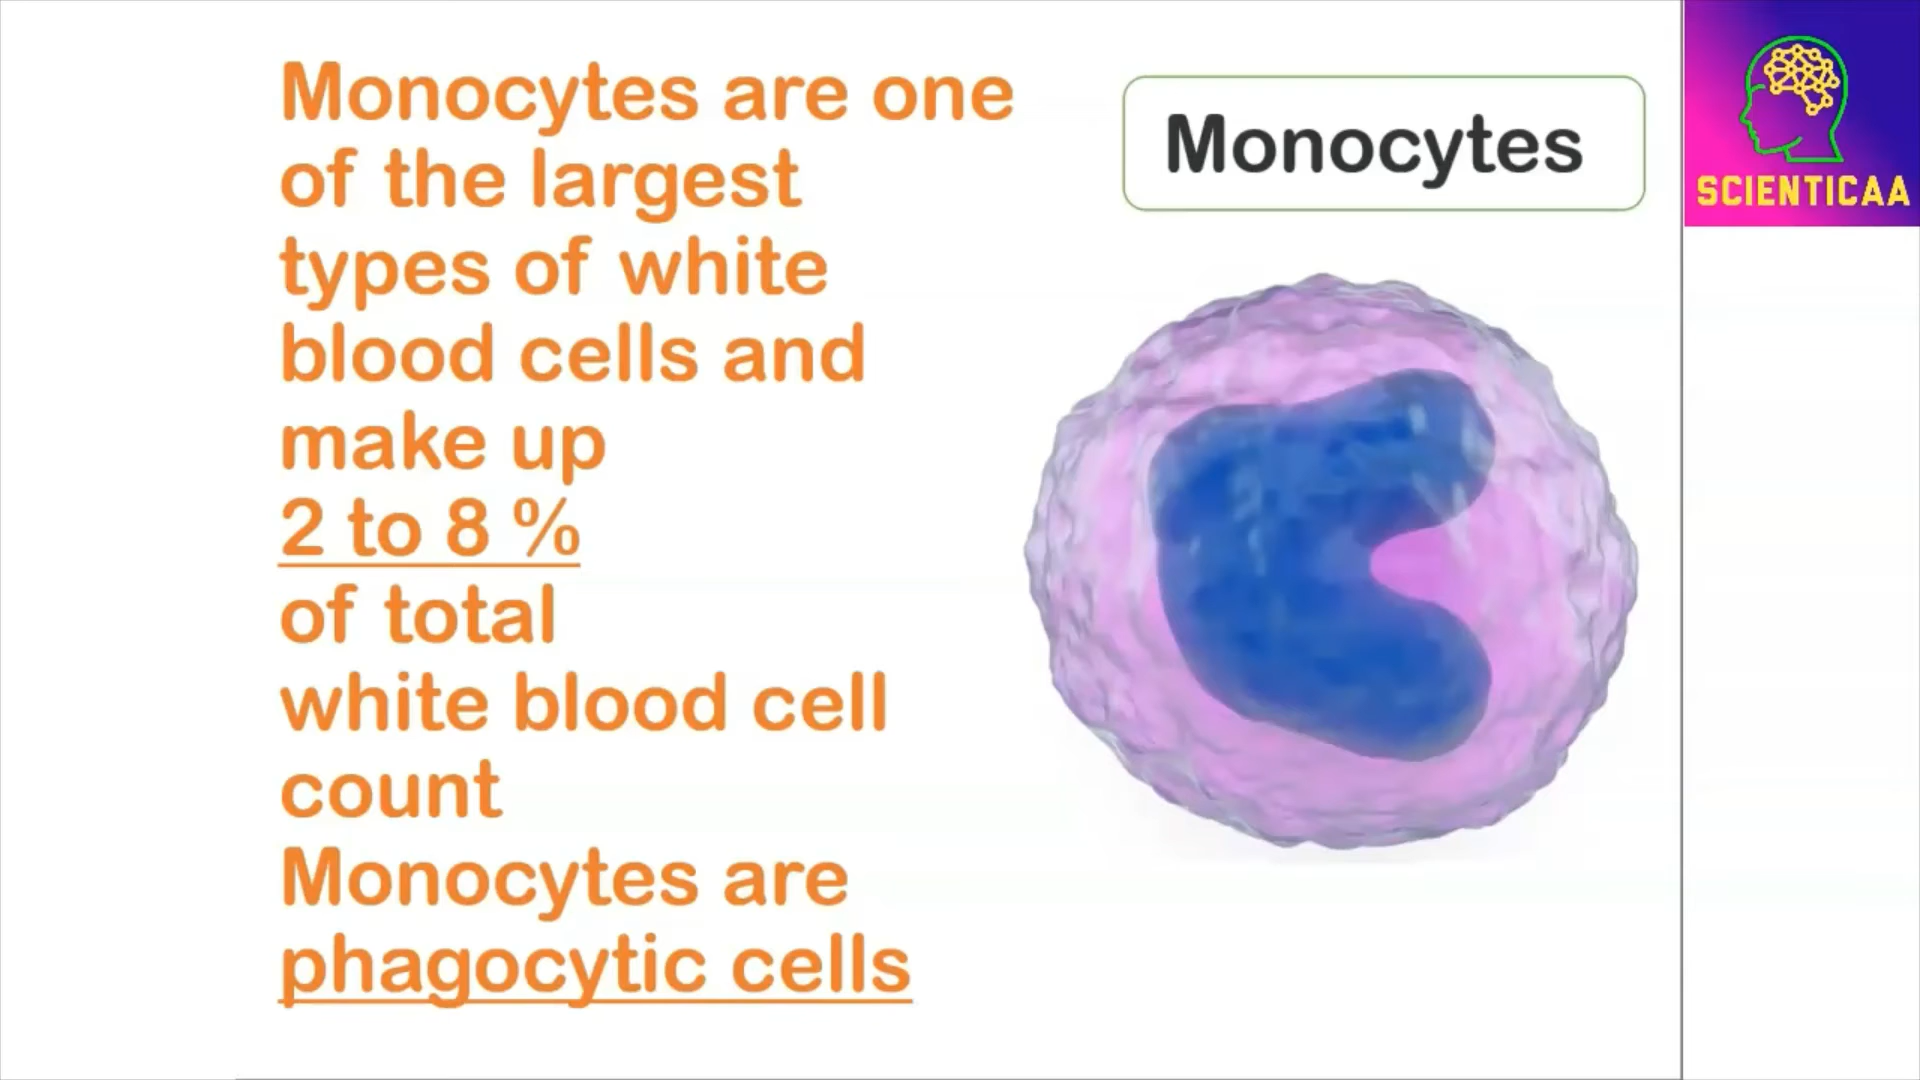 Monocytes are one
of the largest
types of white
blood cells and
make up
2 to 8 %
of total
white blood cell
count
Monocytes are
phagocytic cells
Monocytes
SCIENTICAA